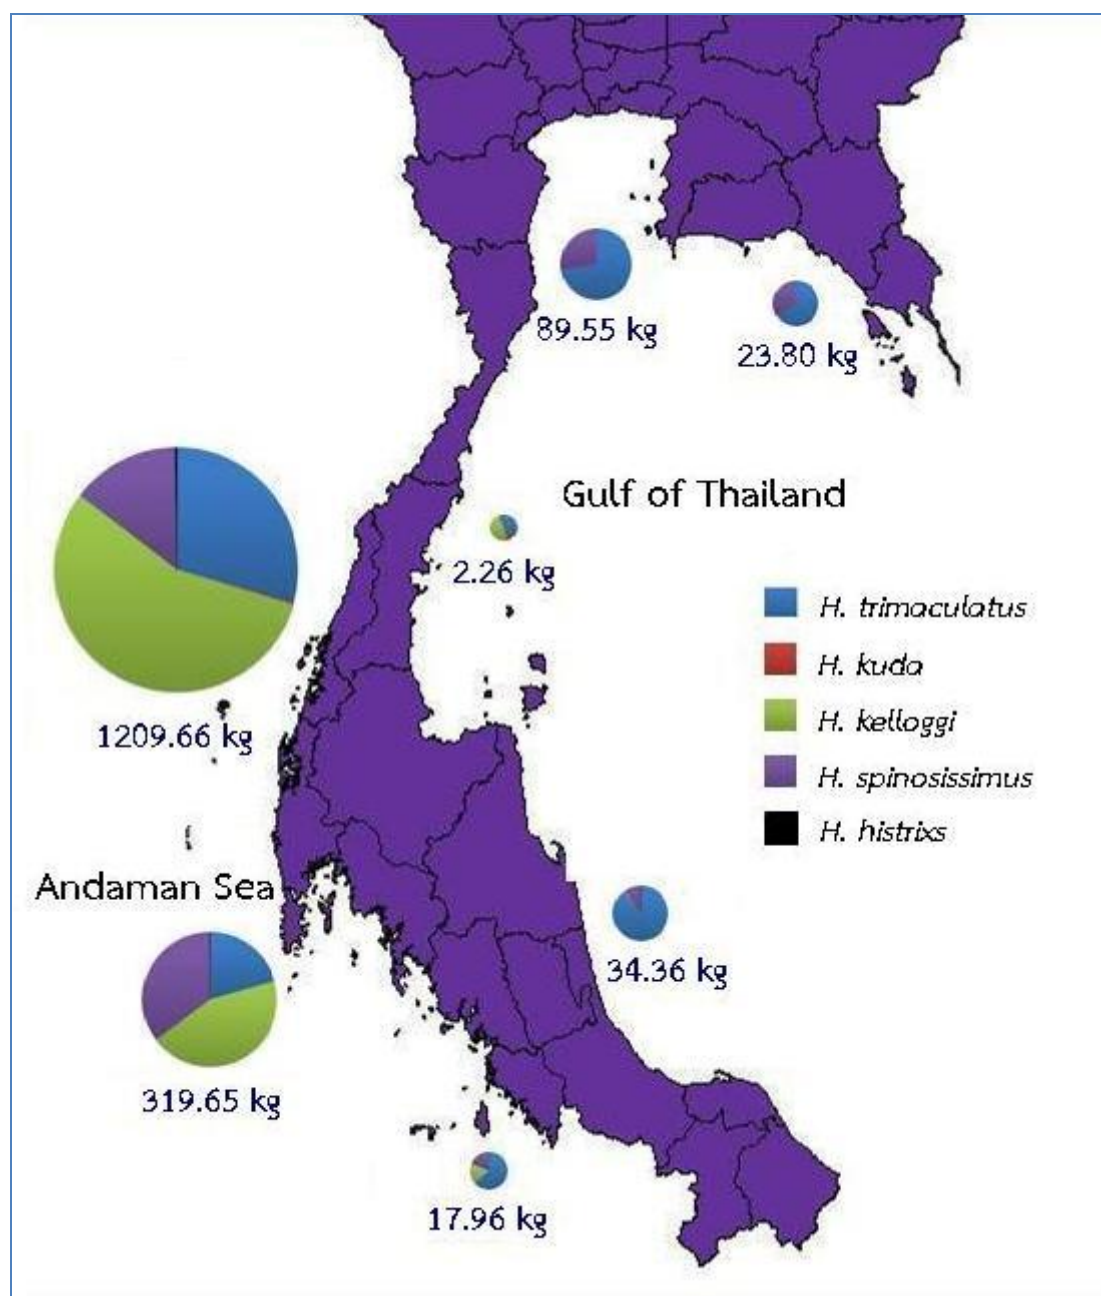 89.55 kg
23.80 kg
Gulf of Thailand
2.26 kg
H. trimaculatus
H. kuda
H. kelloggi
H. spinosissimus
H. histrixs
1209.66 kg
Andaman Sea
34.36 kg
319.65 kg
17.96 kg